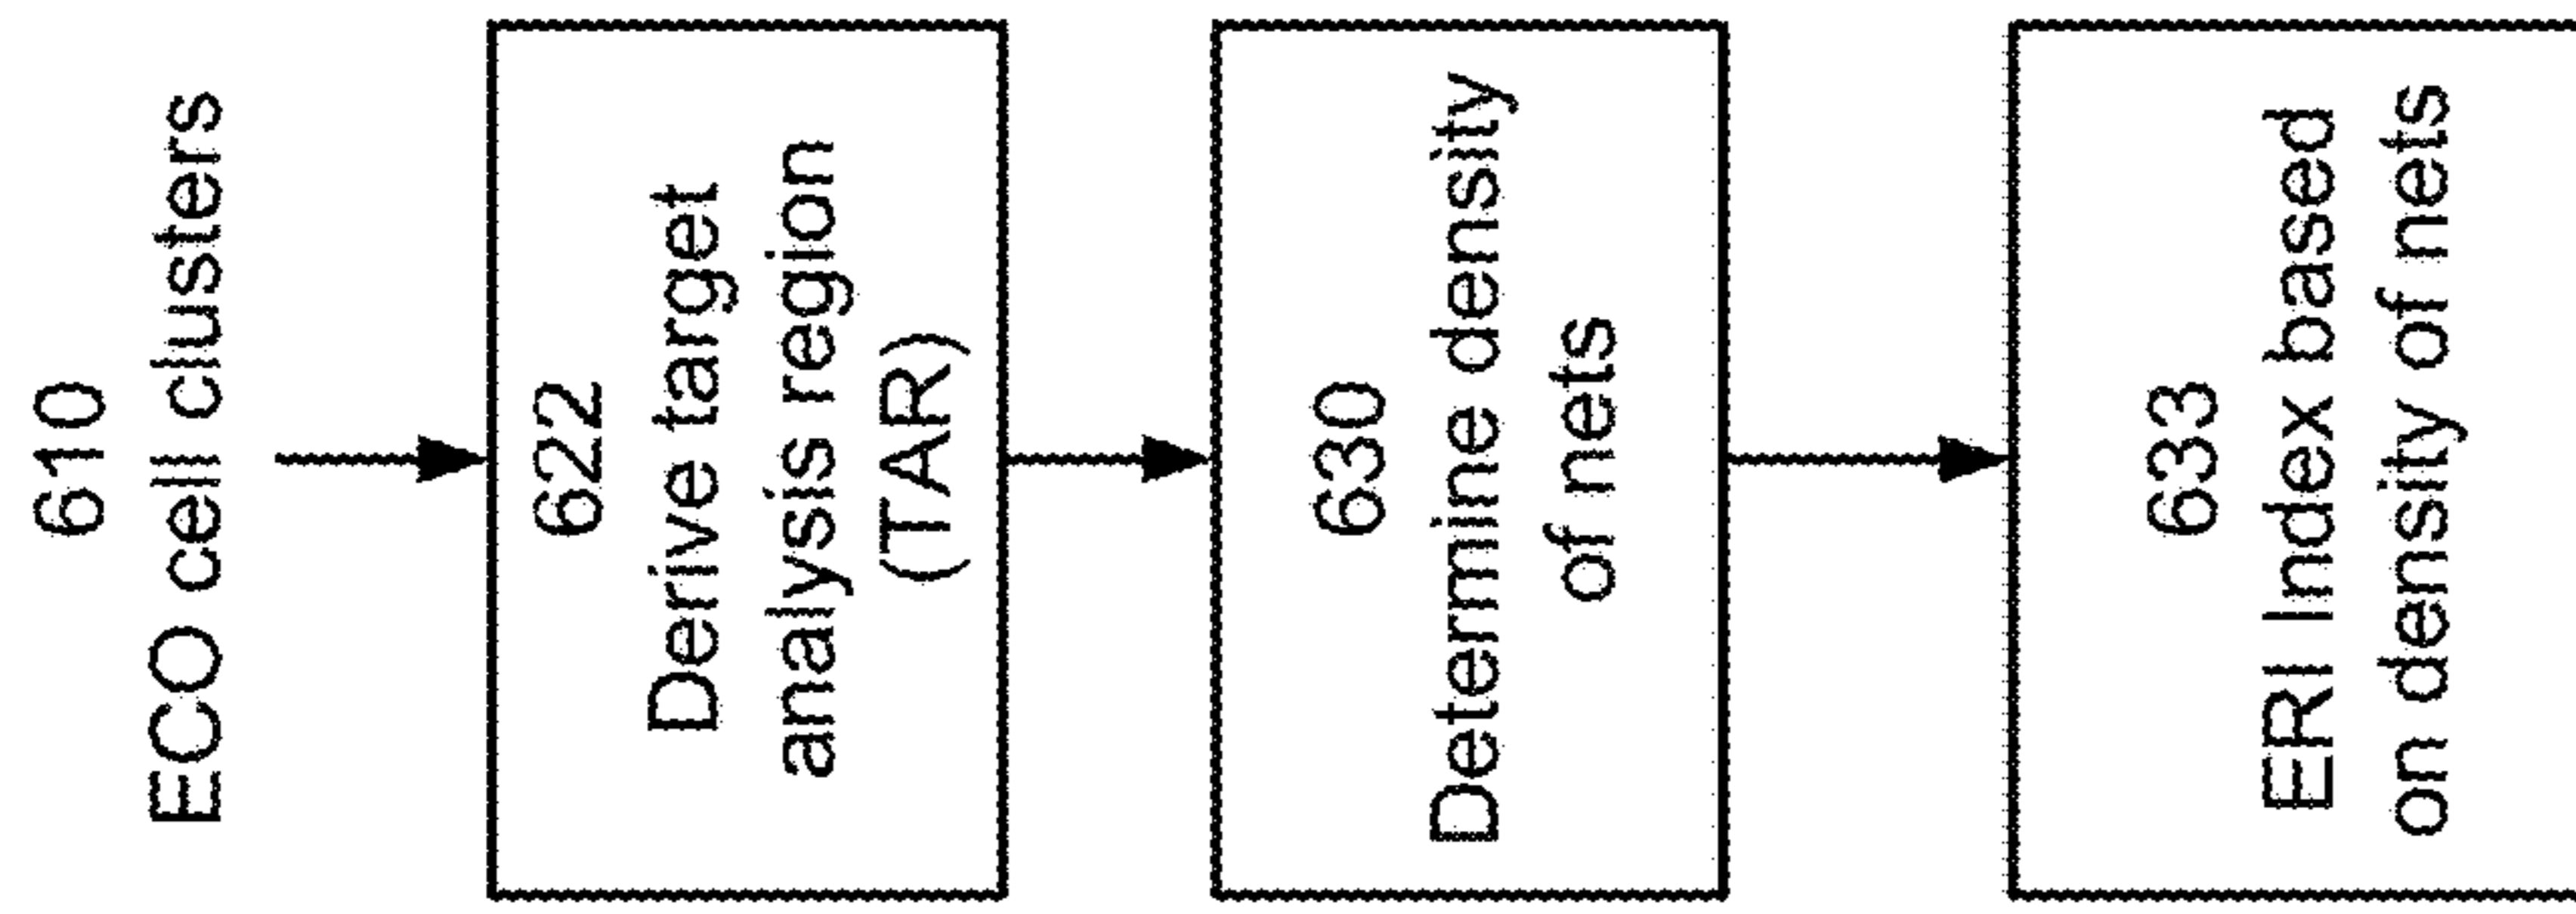 610
ECO cell clusters
622
Derive target
analysis region
(TAR)
630
Determine density
of nets
633
ERI Index based
on density of nets